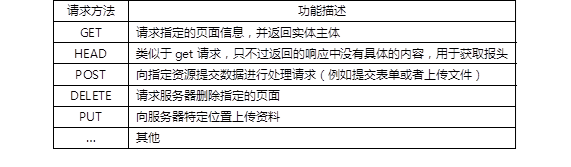 请求方法 功能描述
GET 请求指定的页面信息，并返回实体主体
HEAD 类似于 get 请求，只不过返回的响应中没有具体的内容，用于获取报头
POST 向指定资源提交数据进行处理请求（例如提交表单或者上传文件）
DELETE 请求服务器删除指定的页面
PUT 向服务器特定位置上传资料
... 其他